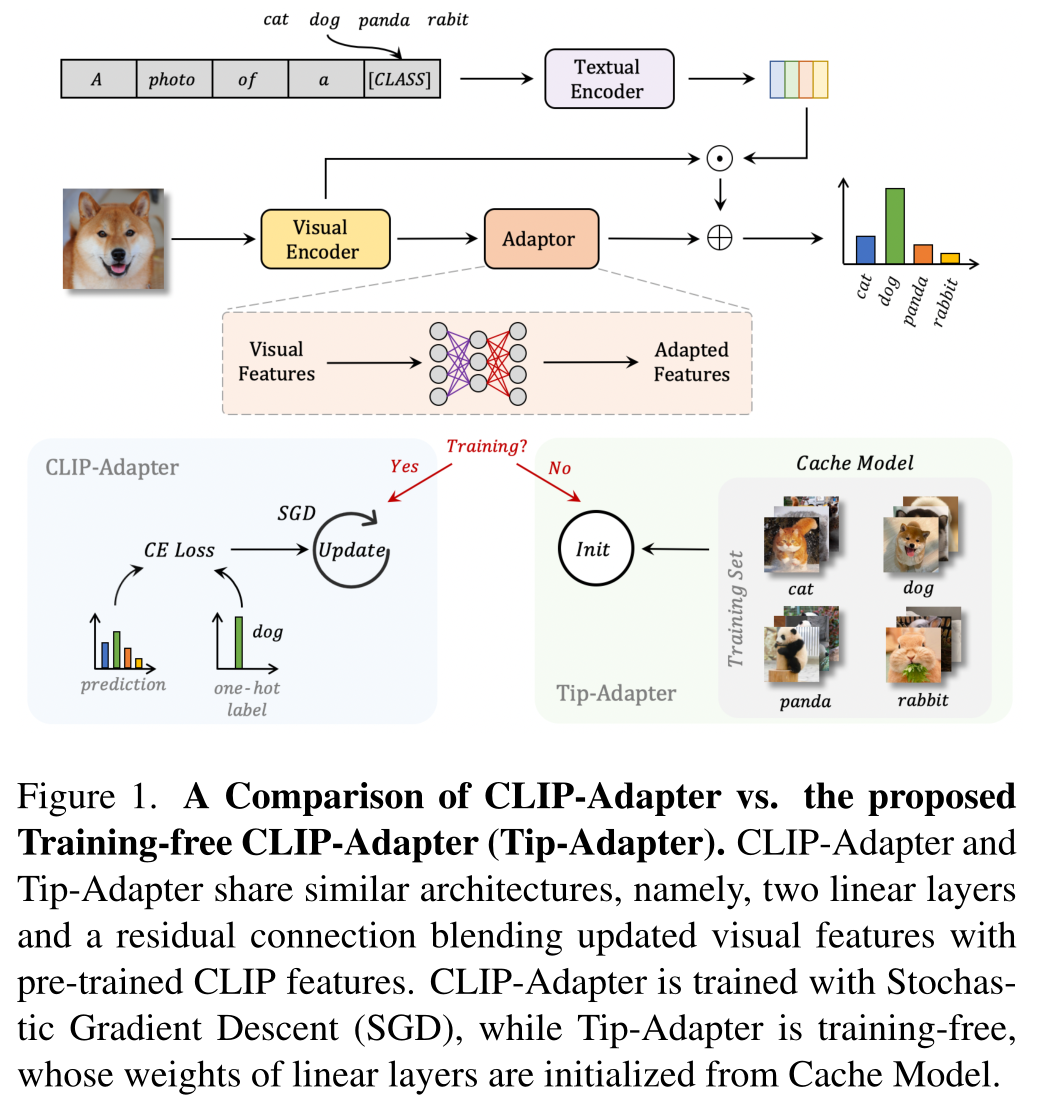 cat dog panda rabit
A photo of a [CLASS]
Textual
Encoder
Visual
Encoder
Adaptor
cat
dog
panda
rabbit
Visual
Features
Adapted
Features
Training?
Yes
No
CLIP-Adapter
SGD
CE Loss
Update
prediction
dog
one-hot
label
Init
Cache Model
Training Set
cat
dog
panda
rabbit
Tip-Adapter
Figure 1. A Comparison of CLIP-Adapter vs. the proposed
Training-free CLIP-Adapter (Tip-Adapter). CLIP-Adapter and
Tip-Adapter share similar architectures, namely, two linear layers
and a residual connection blending updated visual features with
pre-trained CLIP features. CLIP-Adapter is trained with Stochas-
tic Gradient Descent (SGD), while Tip-Adapter is training-free,
whose weights of linear layers are initialized from Cache Model.